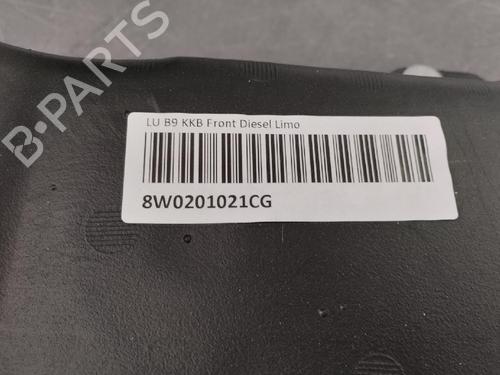 B-PARTS
LU B9 KKB Front Diesel Limo
8W0201021CG